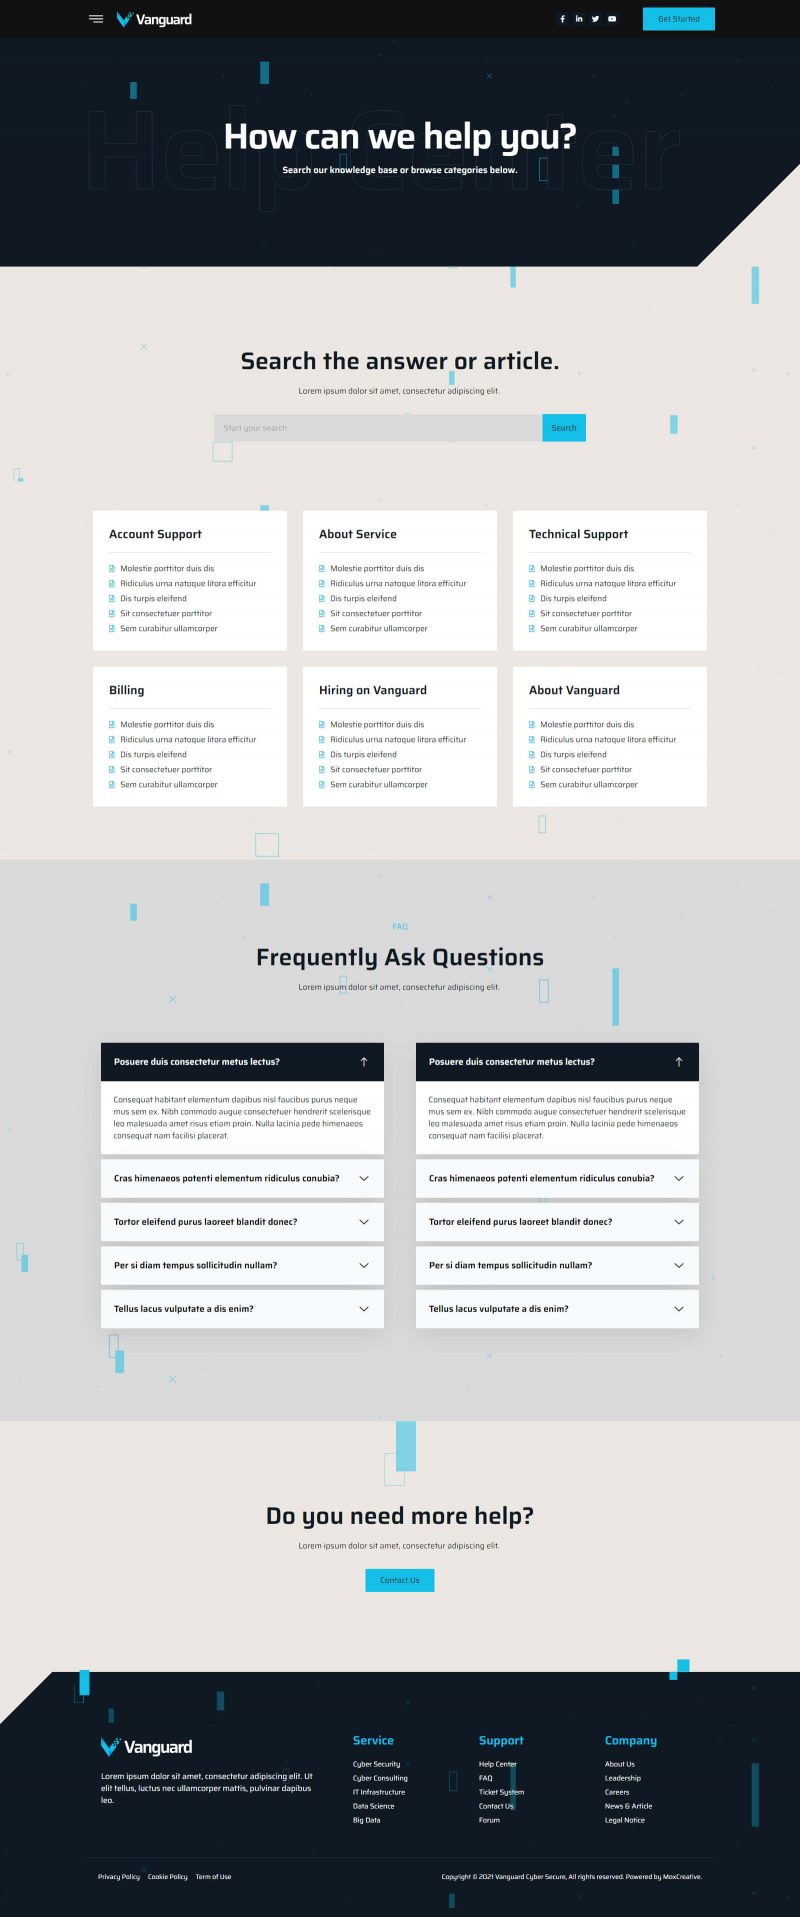 Vanguard
Get Started
Help Center
How can we help you?
Search our knowledge base or browse categories below.
Search the answer or article.
Lorem ipsum dolor sit amet, consectetur adipiscing elit.
Start your search
Search
Account Support
Molestie porttitor duis dis
Ridiculus urna natoque litora efficitur
Dis turpis eleifend
Sit consectetuer porttitor
Sem curabitur ullamcorper
About Service
Molestie porttitor duis dis
Ridiculus urna natoque litora efficitur
Dis turpis eleifend
Sit consectetuer porttitor
Sem curabitur ullamcorper
Technical Support
Molestie porttitor duis dis
Ridiculus urna natoque litora efficitur
Dis turpis eleifend
Sit consectetuer porttitor
Sem curabitur ullamcorper
Billing
Molestie porttitor duis dis
Ridiculus urna natoque litora efficitur
Dis turpis eleifend
Sit consectetuer porttitor
Sem curabitur ullamcorper
Hiring on Vanguard
Molestie porttitor duis dis
Ridiculus urna natoque litora efficitur
Dis turpis eleifend
Sit consectetuer porttitor
Sem curabitur ullamcorper
About Vanguard
Molestie porttitor duis dis
Ridiculus urna natoque litora efficitur
Dis turpis eleifend
Sit consectetuer porttitor
Sem curabitur ullamcorper
FAQ
Frequently Ask Questions
Lorem ipsum dolor sit amet, consectetur adipiscing elit.
Posuere duis consectetur metus lectus?
Consequat habitant elementum dapibus nisl faucibus purus neque
mus sem ex. Nibh commodo augue consectetuer hendrerit scelerisque
leo malesuada amet risus etiam proin. Nulla lacinia pede himenaeos
consequat nam facilisi placerat.
Cras himenaeos potenti elementum ridiculus conubia?
Tortor eleifend purus laoreet blandit donec?
Per si diam tempus sollicitudin nullam?
Tellus lacus vulputate a dis enim?
Posuere duis consectetur metus lectus?
Consequat habitant elementum dapibus nisl faucibus purus neque
mus sem ex. Nibh commodo augue consectetuer hendrerit scelerisque
leo malesuada amet risus etiam proin. Nulla lacinia pede himenaeos
consequat nam facilisi placerat.
Cras himenaeos potenti elementum ridiculus conubia?
Tortor eleifend purus laoreet blandit donec?
Per si diam tempus sollicitudin nullam?
Tellus lacus vulputate a dis enim?
Do you need more help?
Lorem ipsum dolor sit amet, consectetur adipiscing elit.
Contact Us
Vanguard
Lorem ipsum dolor sit amet, consectetur adipiscing elit. Ut
elit tellus, luctus nec ullamcorper mattis, pulvinar dapibus
leo.
Service
Cyber Security
Cyber Consulting
IT Infrastructure
Data Science
Big Data
Support
Help Center
FAQ
Ticket System
Contact Us
Forum
Company
About Us
Leadership
Careers
News & Article
Legal Notice
Privacy Policy
Cookie Policy
Term of Use
Copyright © 2021 Vanguard Cyber Secure, All rights reserved. Powered by MoxCreative.